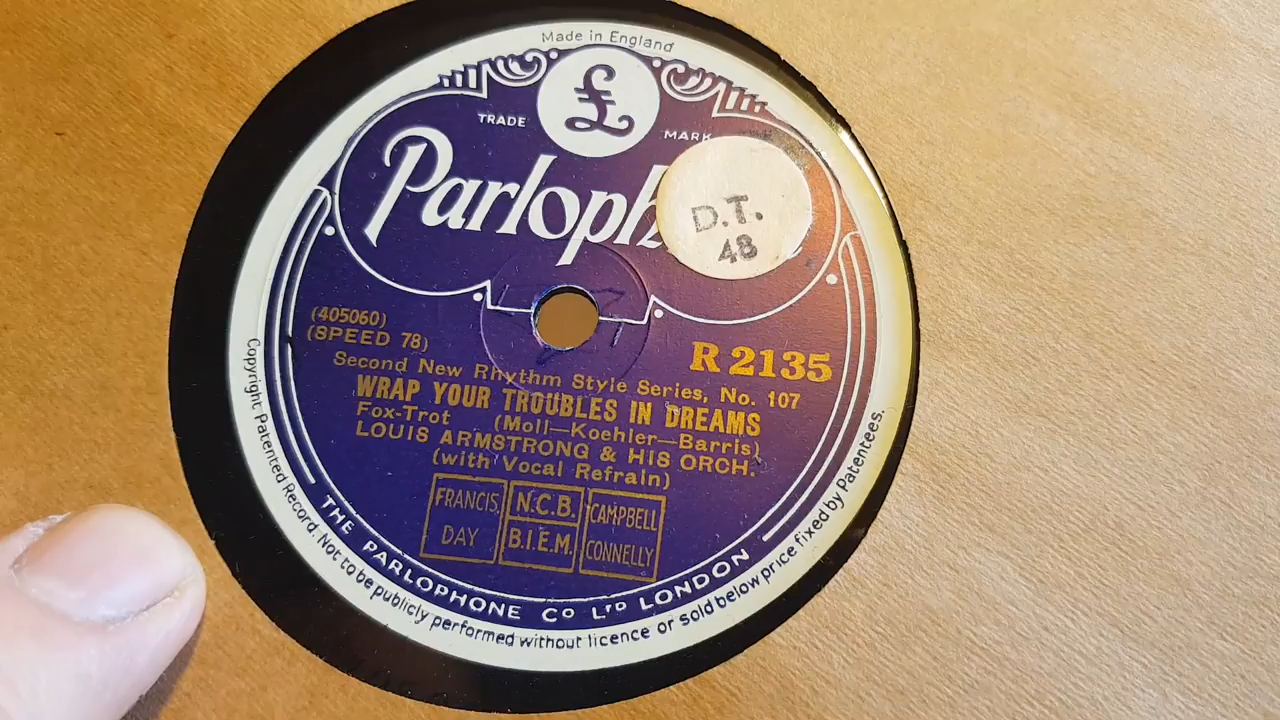 Made in England
£
TRADE MARK
Parloph
D.T.
48
(405060)
(SPEED 78)
R 2135
Second New Rhythm Style Series, No. 107
WRAP YOUR TROUBLES IN DREAMS
Fox-Trot (Moll—Koehler—Barris)
LOUIS ARMSTRONG & HIS ORCH.
(with Vocal Refrain)
FRANCIS, DAY
N.C.B.
B.I.E.M.
CAMPBELL CONNELLY
THE PARLOPHONE Co LTD LONDON
Copyright Patented Record. Not to be publicly performed without licence or sold below price fixed by Patentees.